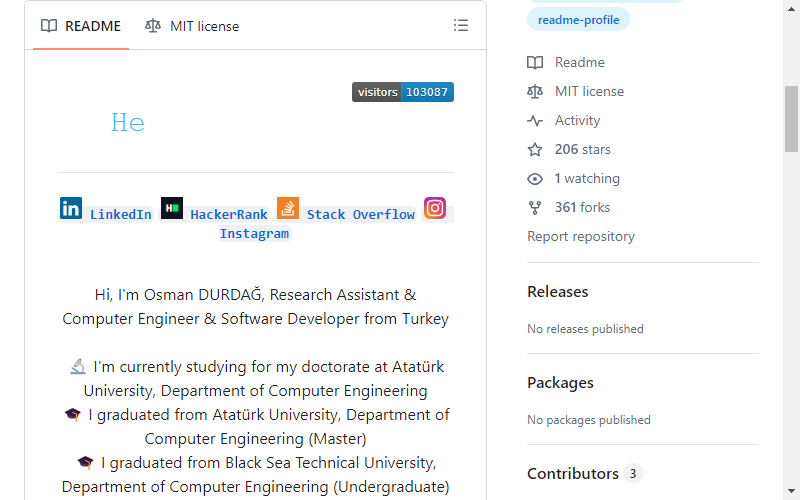 README
MIT license
visitors 103087
He
LinkedIn HackerRank Stack Overflow
Instagram
Hi, I'm Osman DURDAĞ, Research Assistant &
Computer Engineer & Software Developer from Turkey
I'm currently studying for my doctorate at Atatürk
University, Department of Computer Engineering
I graduated from Atatürk University, Department of
Computer Engineering (Master)
I graduated from Black Sea Technical University,
Department of Computer Engineering (Undergraduate)
readme-profile
Readme
MIT license
Activity
206 stars
1 watching
361 forks
Report repository
Releases
No releases published
Packages
No packages published
Contributors 3